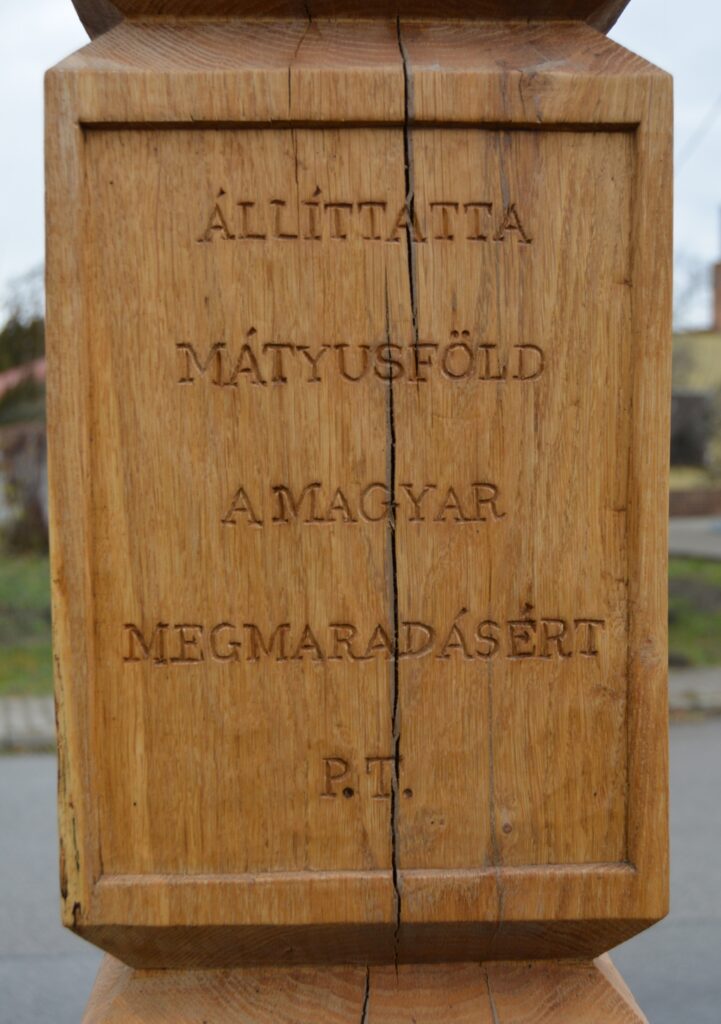 ÁLLÍTTATTA
MÁTYUSFÖLD
A MAGYAR
MEGMARADÁSÉRT
P.T.